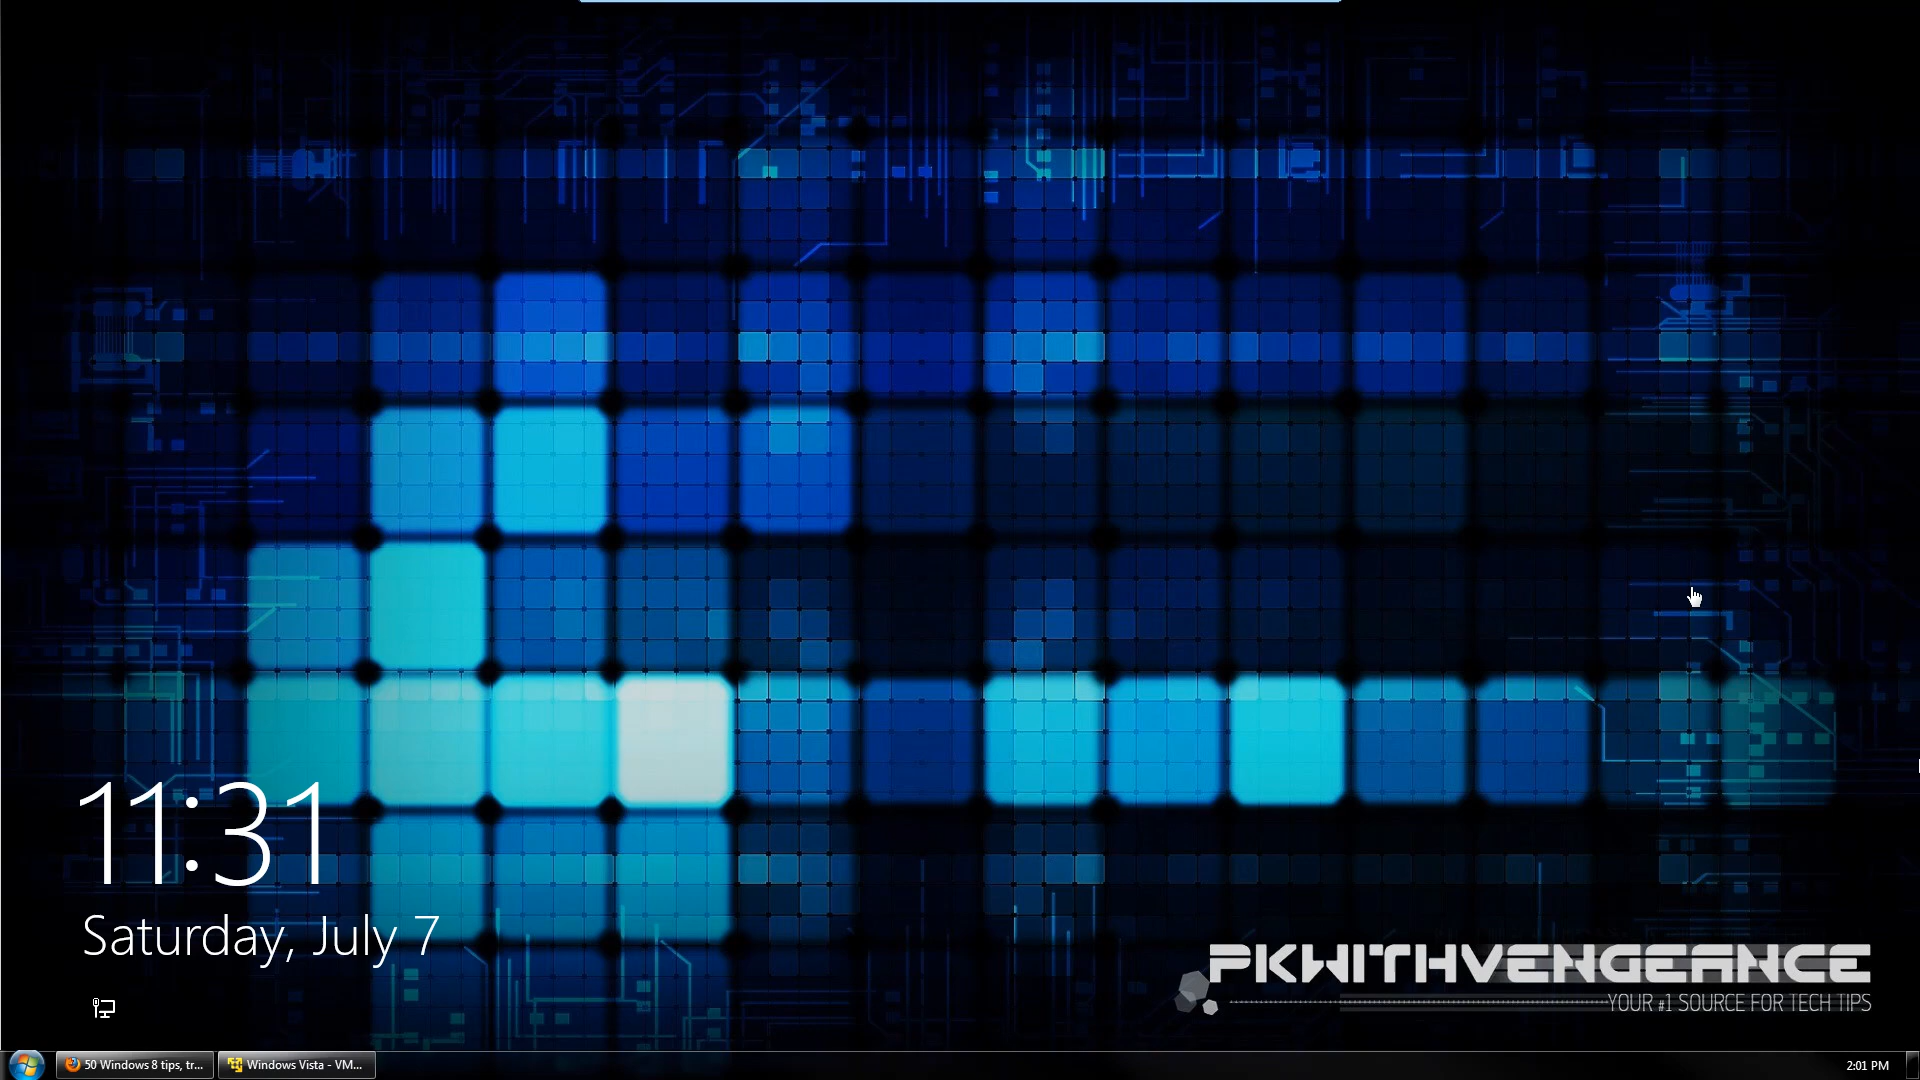 11:31
Saturday, July 7
PKWITHVENGEANCE
YOUR #1 SOURCE FOR TECH TIPS
50 Windows 8 tips, tr...
Windows Vista - VM...
2:01 PM